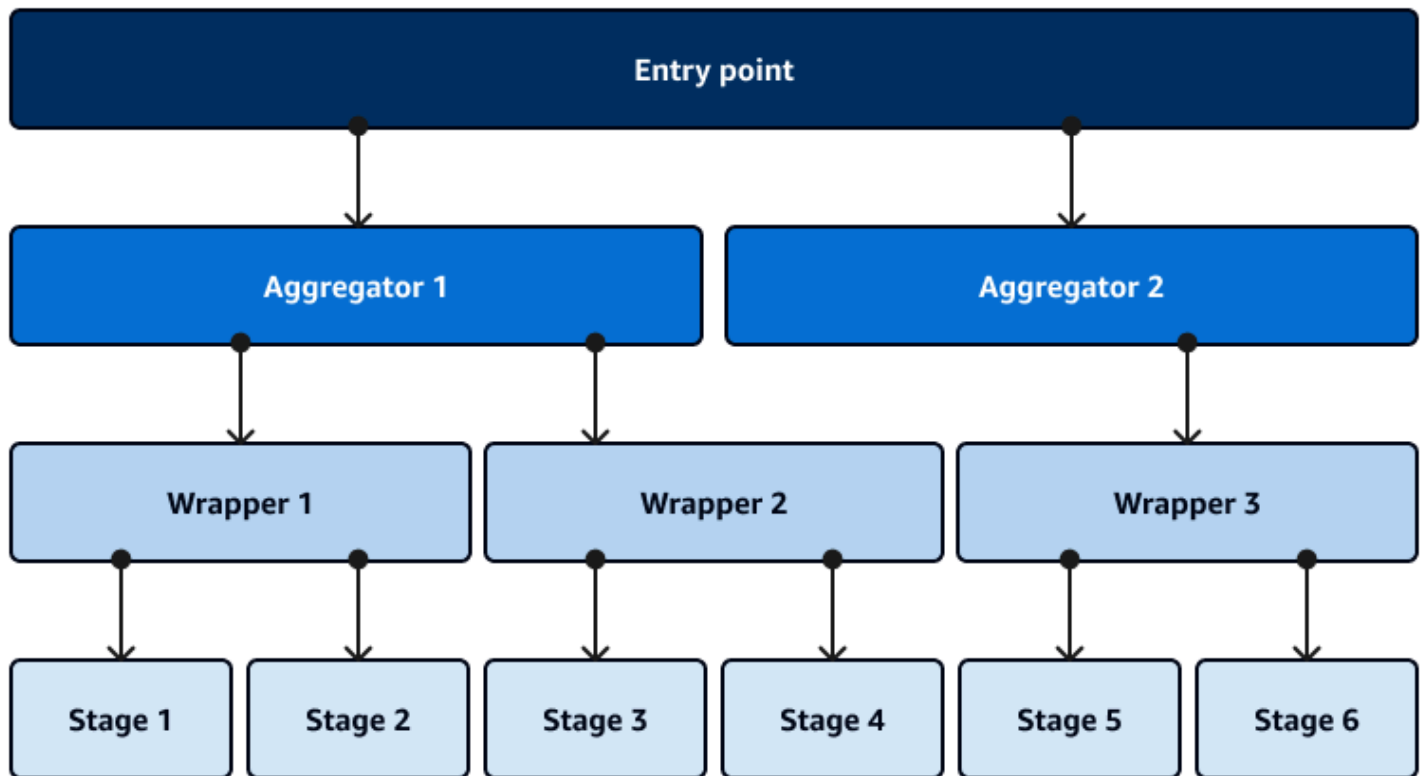 Entry point
Aggregator 1
Aggregator 2
Wrapper 1
Wrapper 2
Wrapper 3
Stage 1
Stage 2
Stage 3
Stage 4
Stage 5
Stage 6